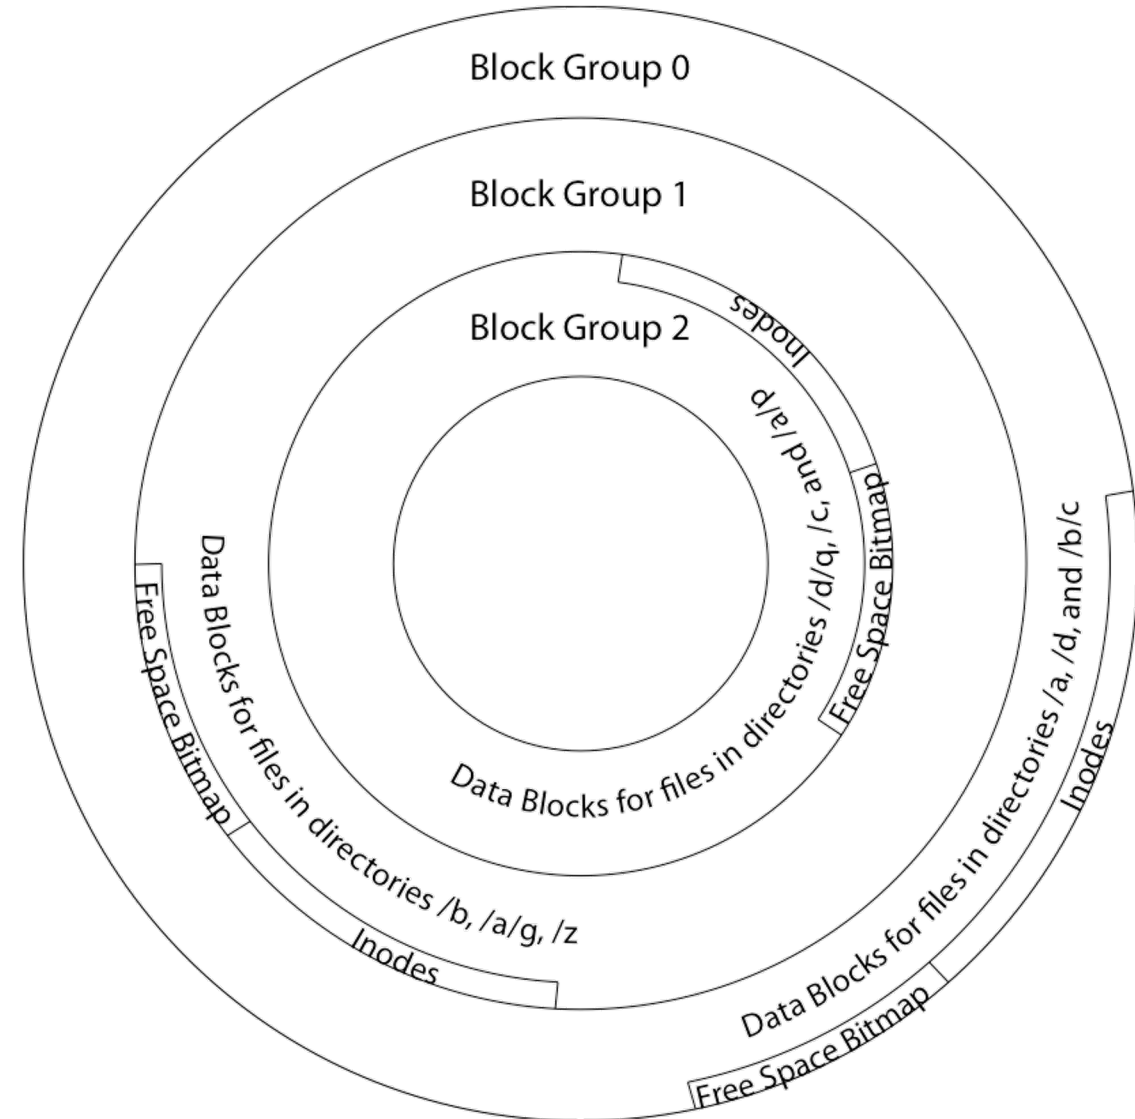 Block Group 0
Block Group 1
Block Group 2
Inodes
Free Space Bitmap
Data Blocks for files in directories /d/q, /c, and /a/p
Free Space Bitmap
Inodes
Data Blocks for files in directories /b, /a/g, /z
Inodes
Free Space Bitmap
Data Blocks for files in directories /a, /d, and /b/c